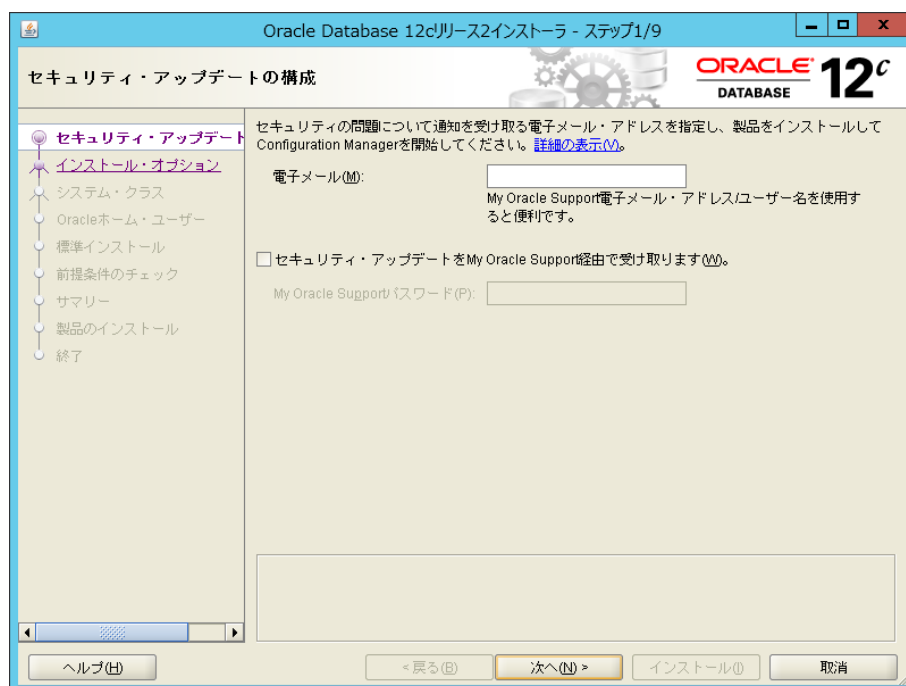 Oracle Database 12cリリース2インストーラ - ステップ1/9
セキュリティ・アップデートの構成
ORACLE
DATABASE
12c
セキュリティ・アップデート
インストール・オプション
システム・クラス
Oracleホーム・ユーザー
標準インストール
前提条件のチェック
サマリー
製品のインストール
終了
セキュリティの問題について通知を受け取る電子メール・アドレスを指定し、製品をインストールして
Configuration Managerを開始してください。詳細の表示(V)。
電子メール(M):
My Oracle Support電子メール・アドレス/ユーザー名を使用す
ると便利です。
セキュリティ・アップデートをMy Oracle Support経由で受け取ります(W)。
My Oracle Supportパスワード(P):
ヘルプ(H)
< 戻る(B)
次へ(N) >
インストール(I)
取消